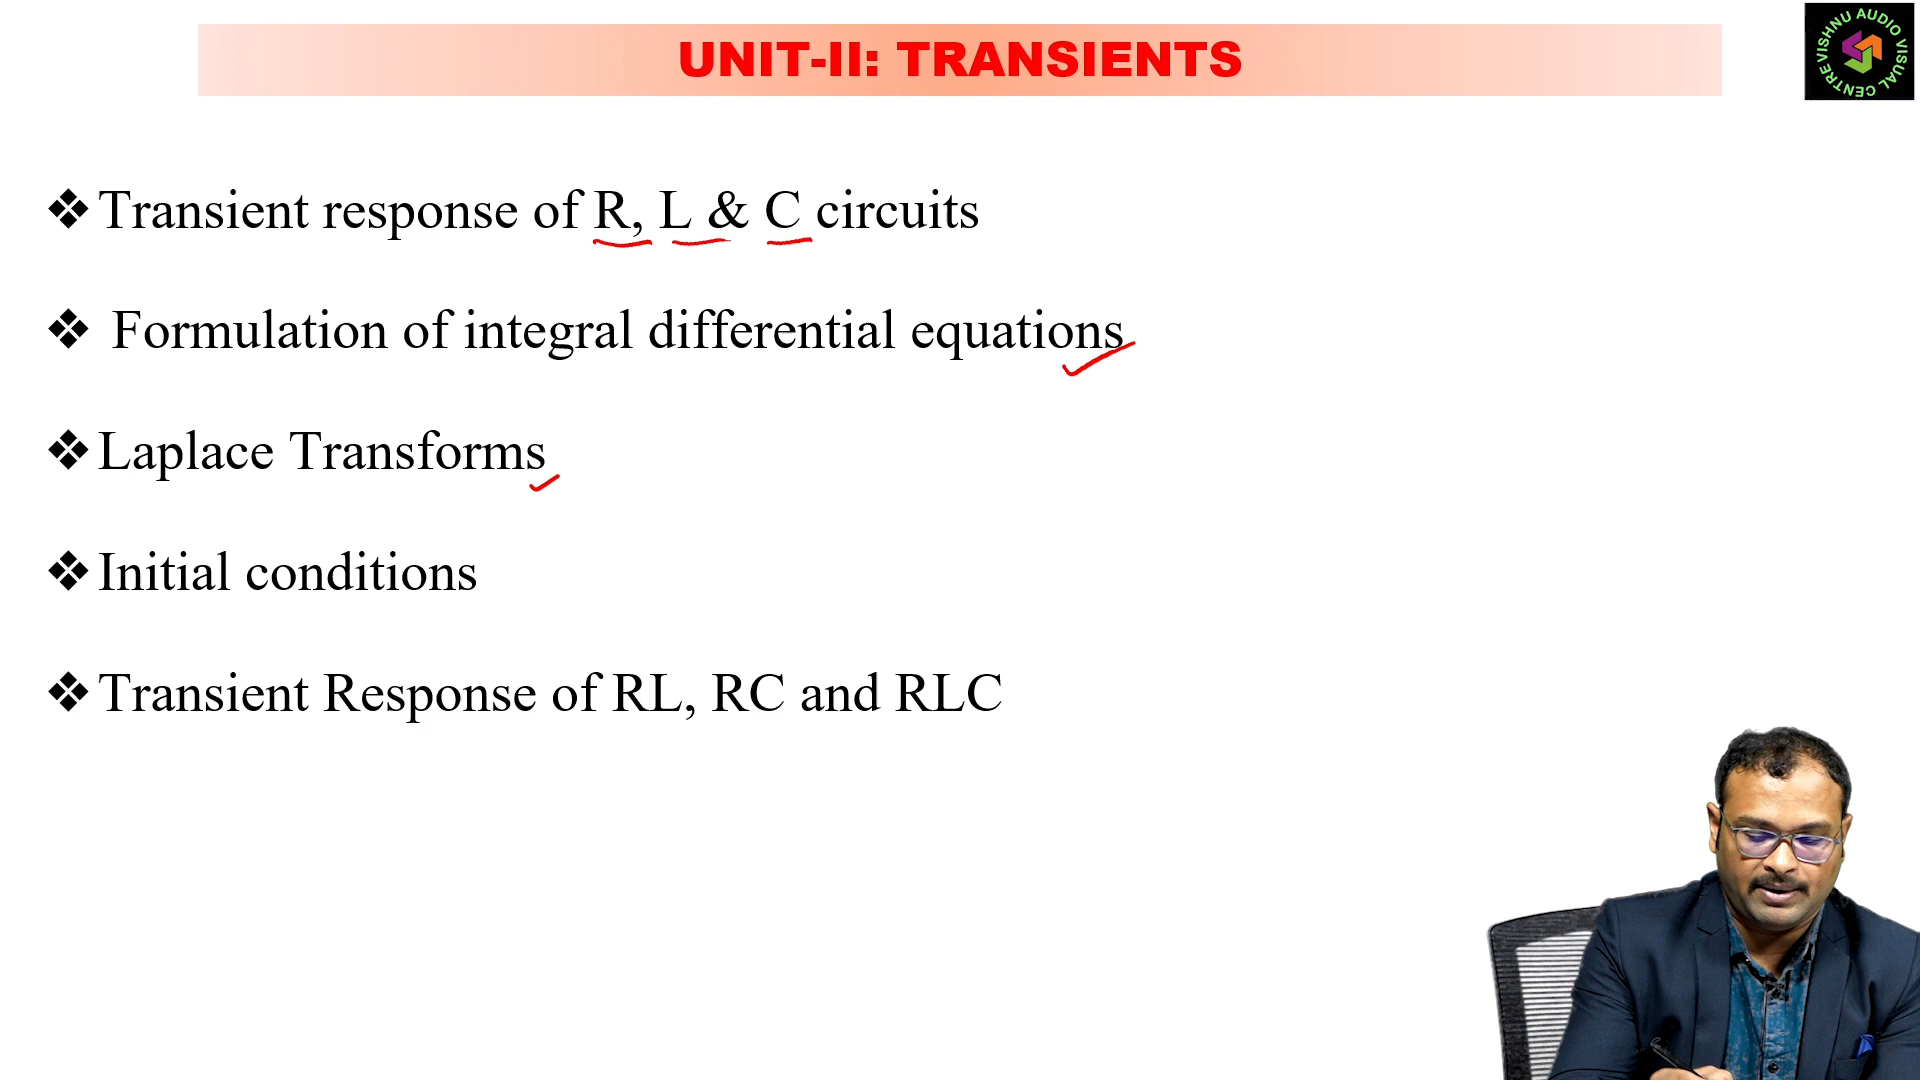 UNIT-II: TRANSIENTS
VISHNU AUDIO VISUAL CENTRE
❖Transient response of R, L & C circuits
❖ Formulation of integral differential equations
❖Laplace Transforms
❖Initial conditions
❖Transient Response of RL, RC and RLC